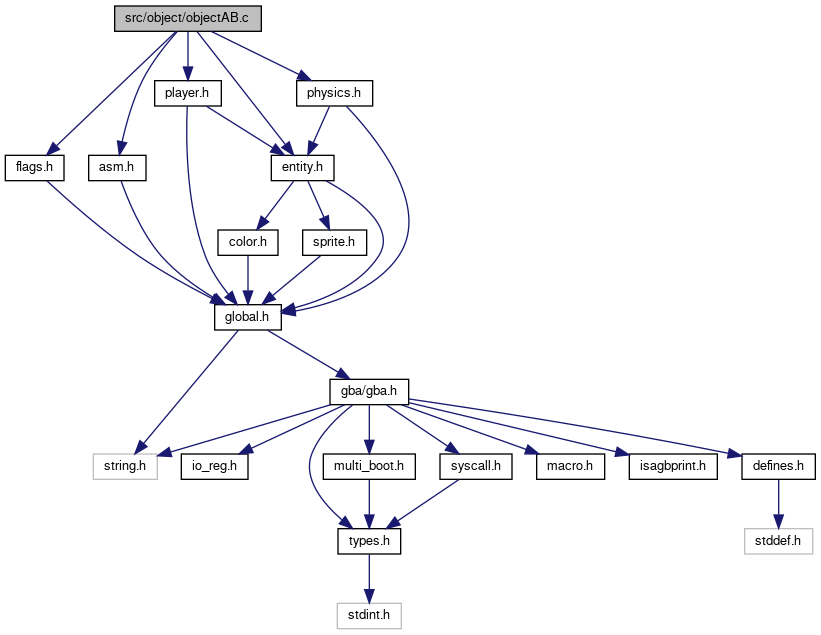 src/object/objectAB.c
player.h
physics.h
flags.h
asm.h
entity.h
color.h
sprite.h
global.h
gba/gba.h
string.h
io_reg.h
multi_boot.h
syscall.h
macro.h
isagbprint.h
defines.h
types.h
stddef.h
stdint.h